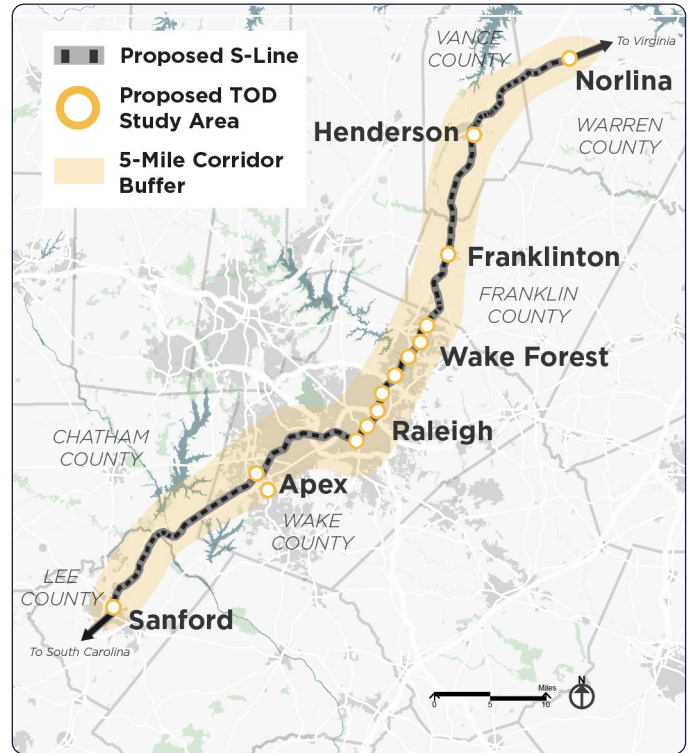 Proposed S-Line
Proposed TOD
Study Area
5-Mile Corridor
Buffer
VANCE
COUNTY
To Virginia
Norlina
WARREN
COUNTY
Henderson
Franklinton
FRANKLIN
COUNTY
Wake Forest
Raleigh
CHATHAM
COUNTY
Apex
WAKE
COUNTY
LEE
COUNTY
Sanford
To South Carolina
Miles
0
5
10
N